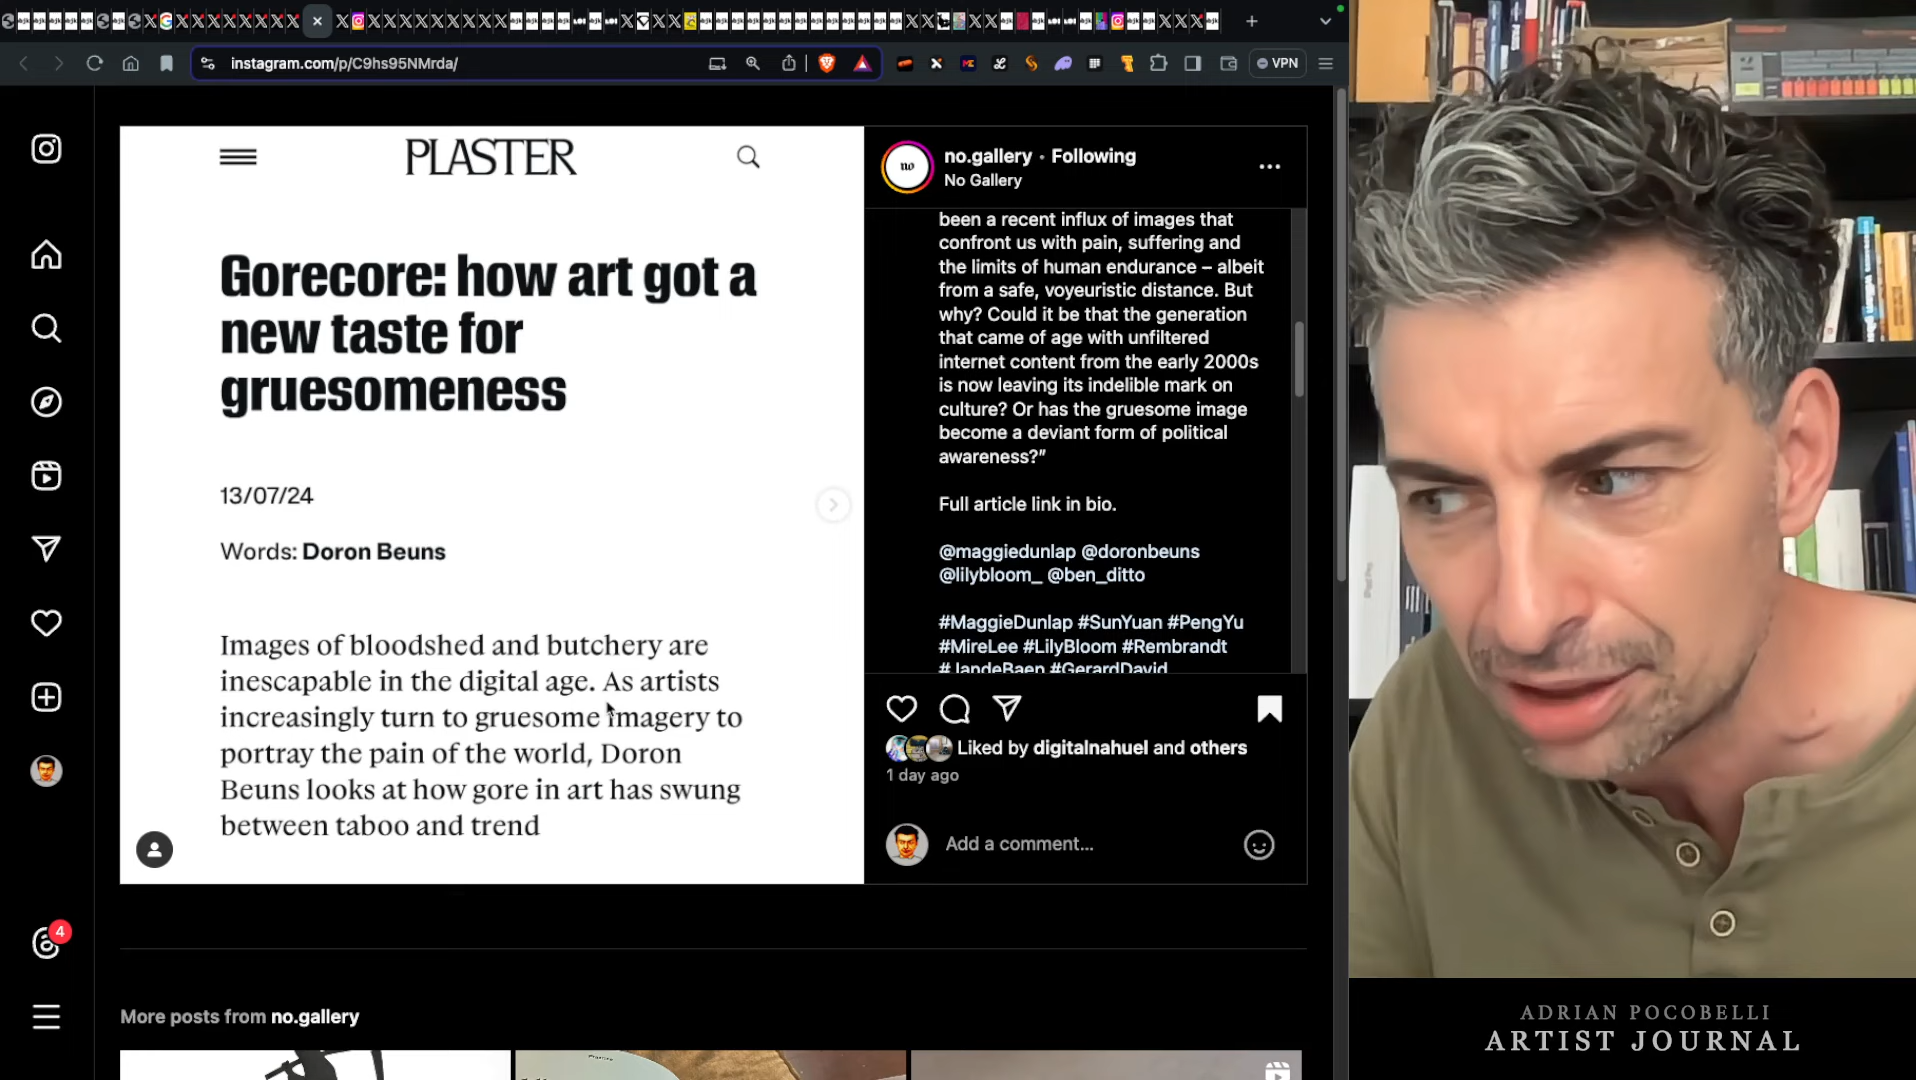 instagram.com/p/C9hs95NMrda/
VPN
PLASTER
Gorecore: how art got a
new taste for
gruesomeness
13/07/24
Words: Doron Beuns
Images of bloodshed and butchery are
inescapable in the digital age. As artists
increasingly turn to gruesome imagery to
portray the pain of the world, Doron
Beuns looks at how gore in art has swung
between taboo and trend
no
no.gallery • Following
No Gallery
been a recent influx of images that
confront us with pain, suffering and
the limits of human endurance – albeit
from a safe, voyeuristic distance. But
why? Could it be that the generation
that came of age with unfiltered
internet content from the early 2000s
is now leaving its indelible mark on
culture? Or has the gruesome image
become a deviant form of political
awareness?”
Full article link in bio.
@maggiedunlap @doronbeuns
@lilybloom_ @ben_ditto
#MaggieDunlap #SunYuan #PengYu
#MireLee #LilyBloom #Rembrandt
#JandeBaen #GerardDavid
Liked by digitalnahuel and others
1 day ago
Add a comment...
4
More posts from no.gallery
ADRIAN POCOBELLI
ARTIST JOURNAL